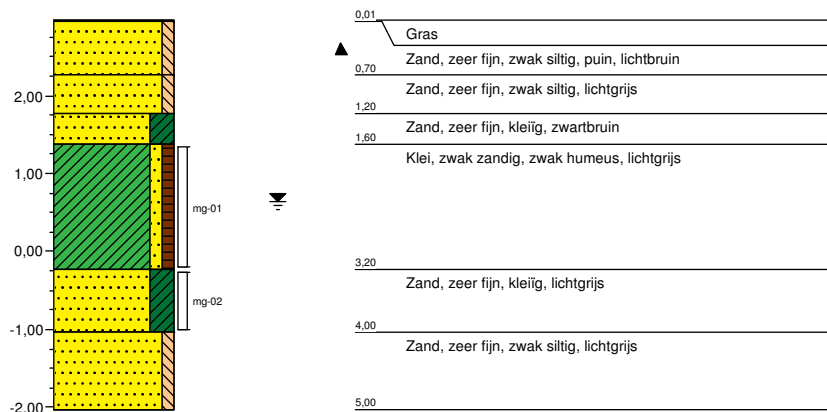 0,01
Gras
Zand, zeer fijn, zwak siltig, puin, lichtbruin
0,70
Zand, zeer fijn, zwak siltig, lichtgrijs
2,00
1,20
Zand, zeer fijn, kleiïg, zwartbruin
1,60
Klei, zwak zandig, zwak humeus, lichtgrijs
1,00
mg-01
0,00
3,20
Zand, zeer fijn, kleiïg, lichtgrijs
mg-02
-1,00
4,00
Zand, zeer fijn, zwak siltig, lichtgrijs
-2,00
5,00